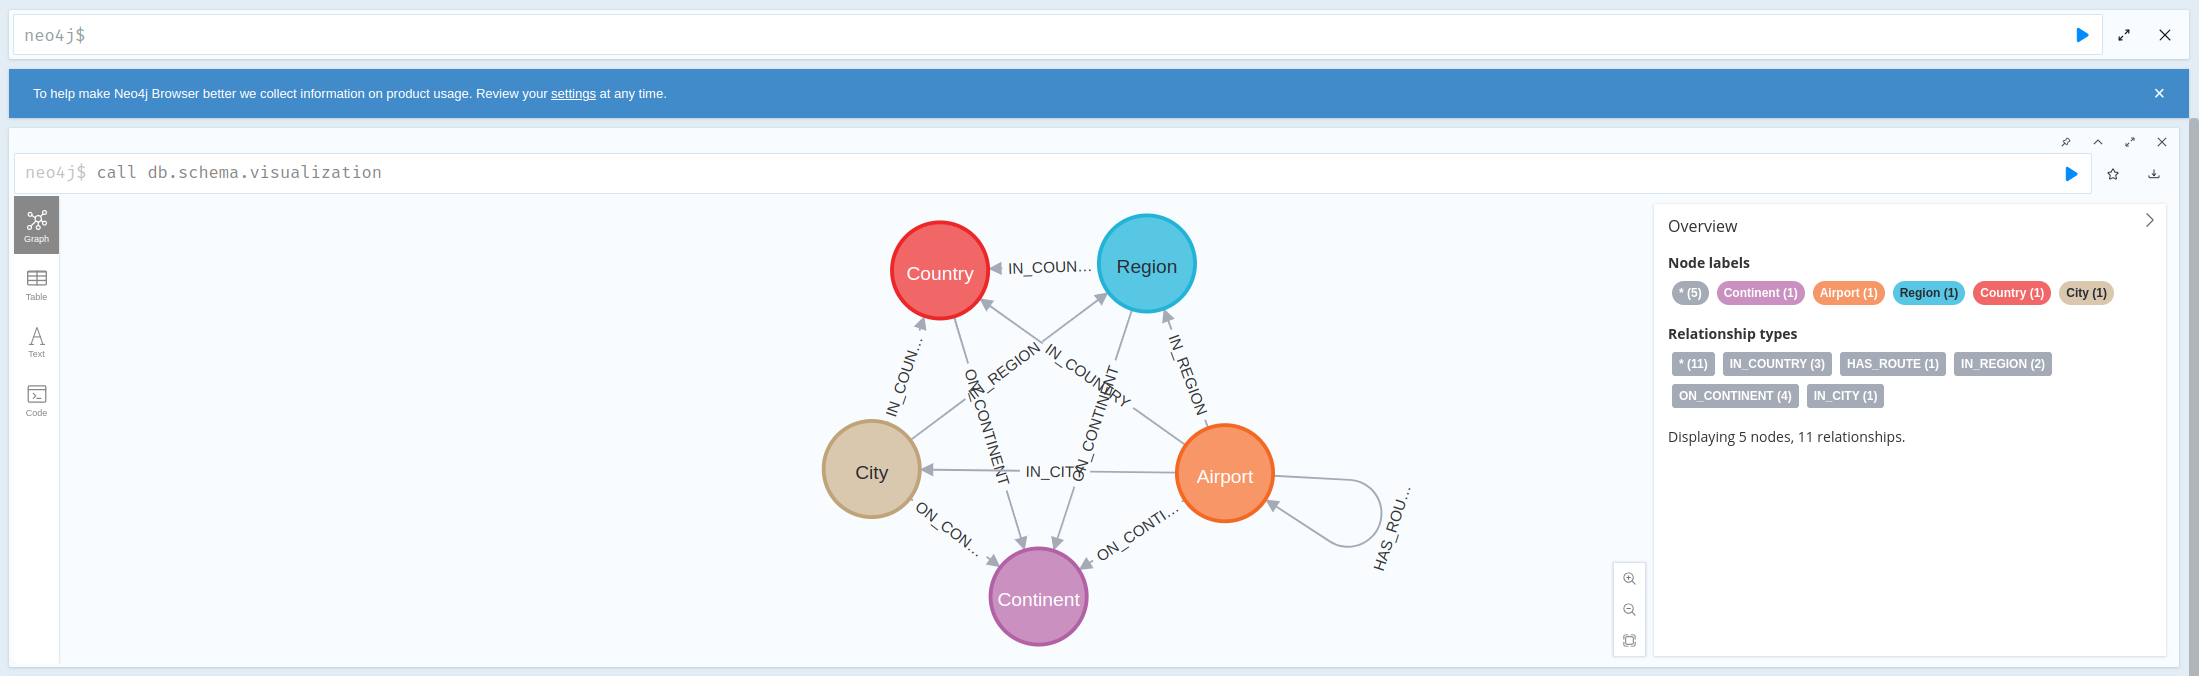 neo4j$
To help make Neo4j Browser better we collect information on product usage. Review your settings at any time.
neo4j$ call db.schema.visualization
Graph
Table
Text
Code
Country
Region
City
Airport
Continent
IN_COUN...
IN_COUN...
IN_REGION
IN_COUNTRY
IN_REGION
ON_CONTINENT
ON_CONTINENT
IN_CITY
ON_CON...
ON_CONTI...
HAS_ROU...
Overview
Node labels
* (5) Continent (1) Airport (1) Region (1) Country (1) City (1)
Relationship types
* (11) IN_COUNTRY (3) HAS_ROUTE (1) IN_REGION (2)
ON_CONTINENT (4) IN_CITY (1)
Displaying 5 nodes, 11 relationships.